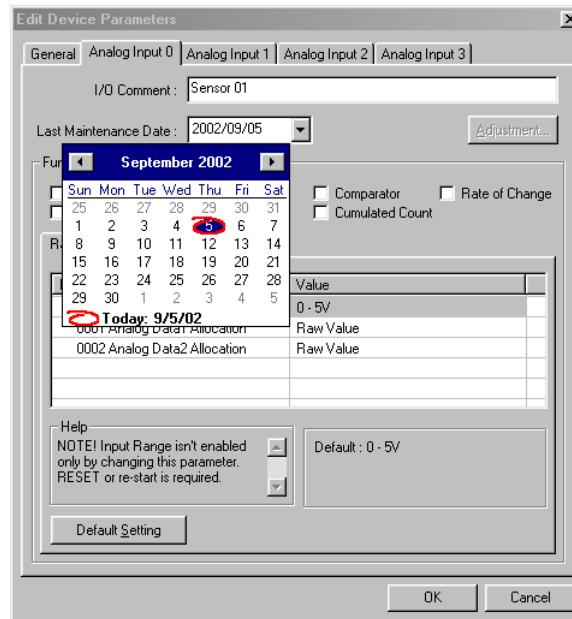 Edit Device Parameters
General Analog Input 0 Analog Input 1 Analog Input 2 Analog Input 3
I/O Comment : Sensor 01
Last Maintenance Date : 2002/09/05 Adjustment...
Fu
September 2002
Sun Mon Tue Wed Thu Fri Sat
25 26 27 28 29 30 31
1 2 3 4 5 6 7
8 9 10 11 12 13 14
15 16 17 18 19 20 21
22 23 24 25 26 27 28
29 30 1 2 3 4 5
Today: 9/5/02
Comparator Rate of Change
Cumulated Count
Value
0 - 5V
0001 Analog Data1 Allocation Raw Value
0002 Analog Data2 Allocation Raw Value
Help
NOTE! Input Range isn't enabled
only by changing this parameter.
RESET or re-start is required.
Default : 0 - 5V
Default Setting
OK Cancel